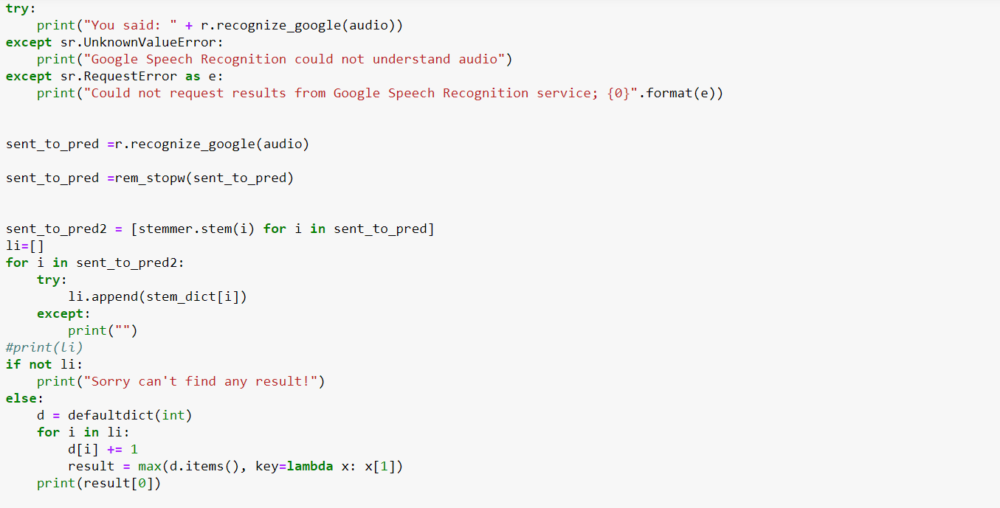 try:
    print("You said: " + r.recognize_google(audio))
except sr.UnknownValueError:
    print("Google Speech Recognition could not understand audio")
except sr.RequestError as e:
    print("Could not request results from Google Speech Recognition service; {0}".format(e))
sent_to_pred =r.recognize_google(audio)
sent_to_pred =rem_stopw(sent_to_pred)
sent_to_pred2 = [stemmer.stem(i) for i in sent_to_pred]
li=[]
for i in sent_to_pred2:
    try:
        li.append(stem_dict[i])
    except:
        print("")
#print(li)
if not li:
    print("Sorry can't find any result!")
else:
    d = defaultdict(int)
    for i in li:
        d[i] += 1
        result = max(d.items(), key=lambda x: x[1])
    print(result[0])